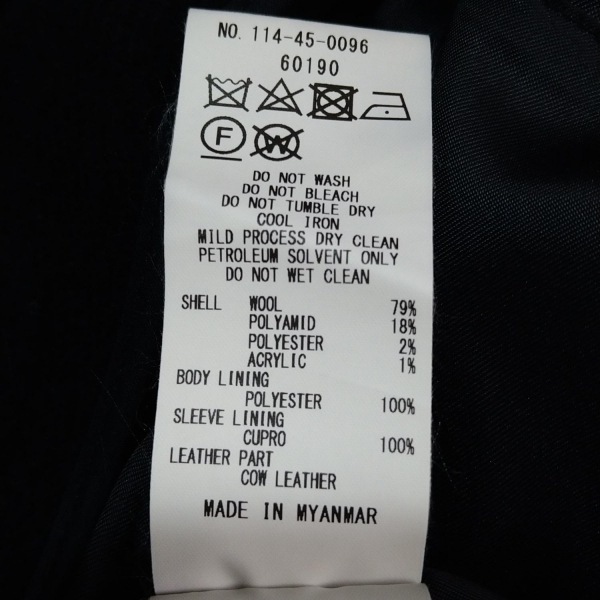 NO. 114-45-0096
60190
F W
DO NOT WASH
DO NOT BLEACH
DO NOT TUMBLE DRY
COOL IRON
MILD PROCESS DRY CLEAN
PETROLEUM SOLVENT ONLY
DO NOT WET CLEAN
SHELL WOOL 79%
POLYAMID 18%
POLYESTER 2%
ACRYLIC 1%
BODY LINING
POLYESTER 100%
SLEEVE LINING
CUPRO 100%
LEATHER PART
COW LEATHER
MADE IN MYANMAR